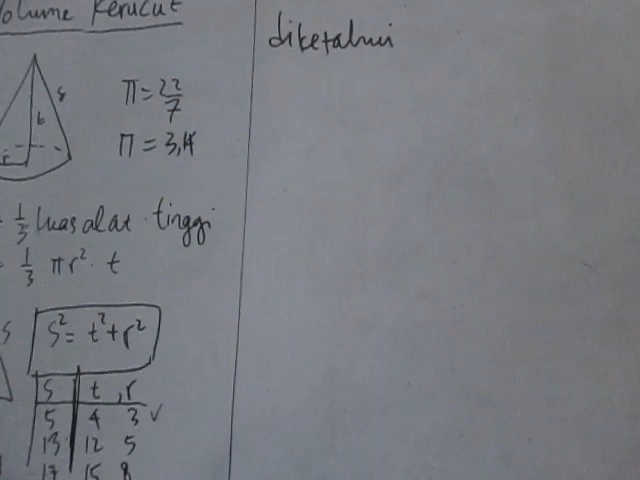 Volume Kerucut
s
t
r
π = 22/7
π = 3,14
= 1/3 luas alas · tinggi
= 1/3 πr² · t
s
s² = t² + r²
s t , r
5 4 3 ✓
13 12 5
17 15 8
diketahui